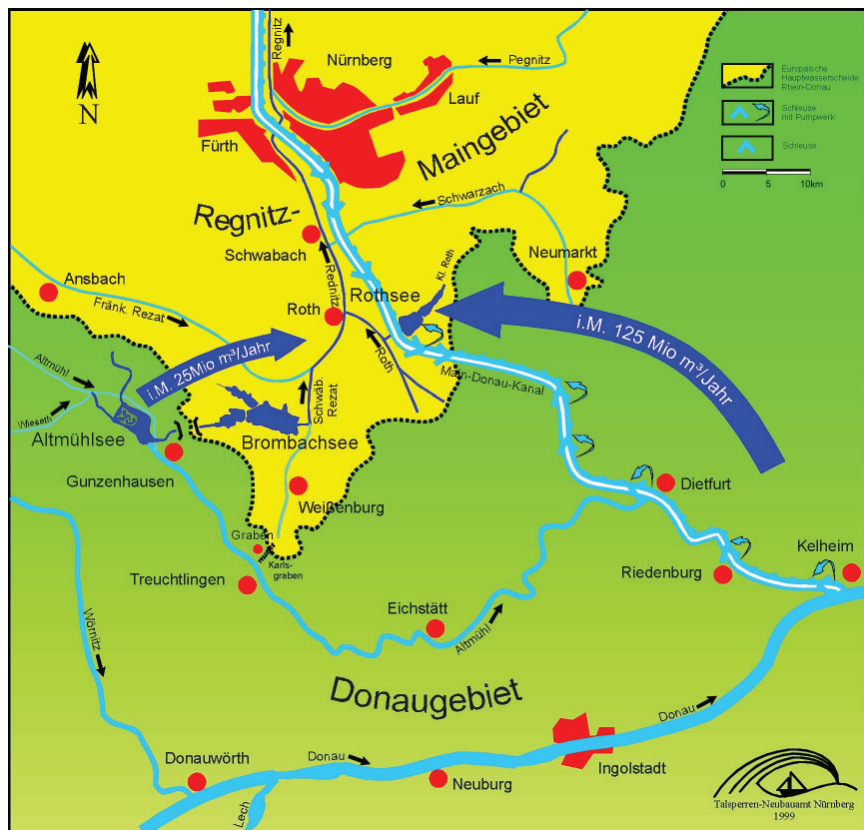 N
Regnitz
Nürnberg
Pegnitz
Lauf
Fürth
Maingebiet
Europäische
Hauptwasserscheide
Rhein-Donau
Schleuse
mit Pumpwerk
Schleuse
0 5 10km
Regnitz-
Schwarzach
Schwabach
Rednitz
Neumarkt
Ansbach
Fränk. Rezat
Roth
Rothsee
Kl. Roth
i.M. 125 Mio m³/Jahr
i.M. 25Mio m³/Jahr
Roth
Altmühl
Wieseth
Altmühlsee
Schwäb.
Rezat
Brombachsee
Main-Donau-Kanal
Gunzenhausen
Weißenburg
Dietfurt
Graben
Karls-
graben
Treuchtlingen
Riedenburg
Kelheim
Eichstätt
Altmühl
Wörnitz
Donaugebiet
Donau
Donauwörth
Donau
Neuburg
Ingolstadt
Lech
Talsperren-Neubauamt Nürnberg
1999